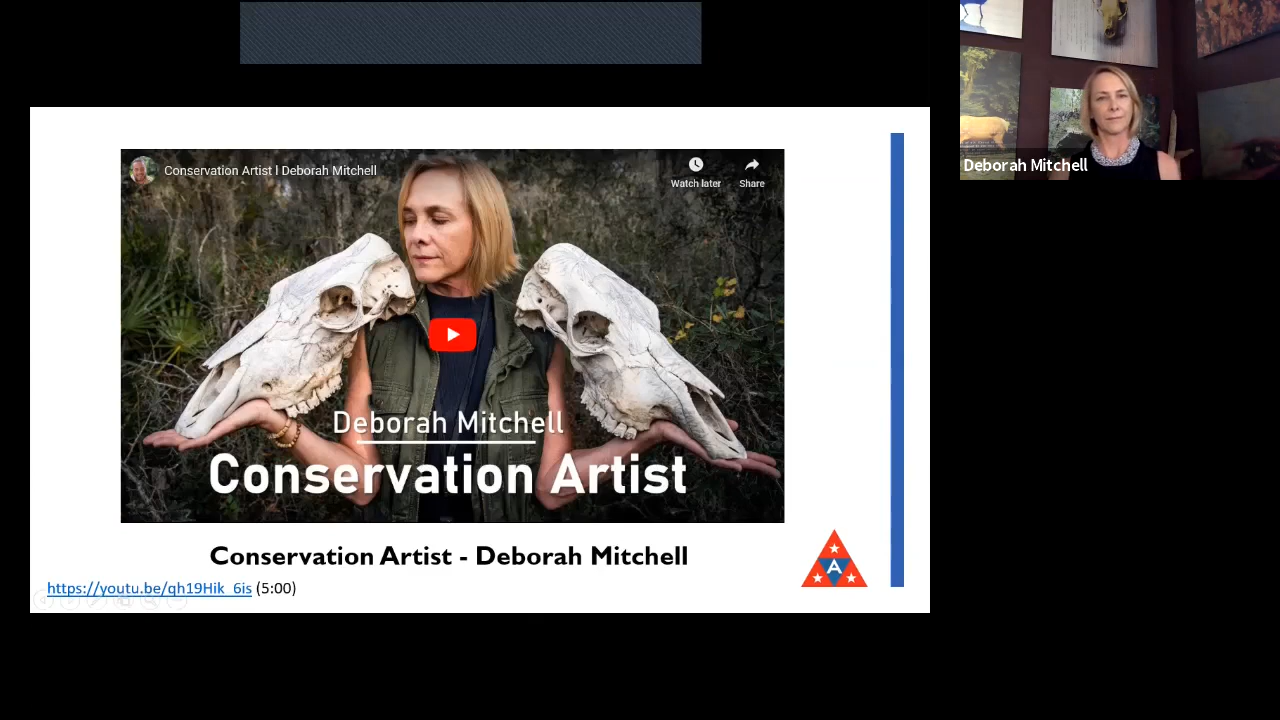 Conservation Artist l Deborah Mitchell
Watch later
Share
Deborah Mitchell
Conservation Artist
Conservation Artist - Deborah Mitchell
https://youtu.be/qh19Hik_6is (5:00)
A
Deborah Mitchell